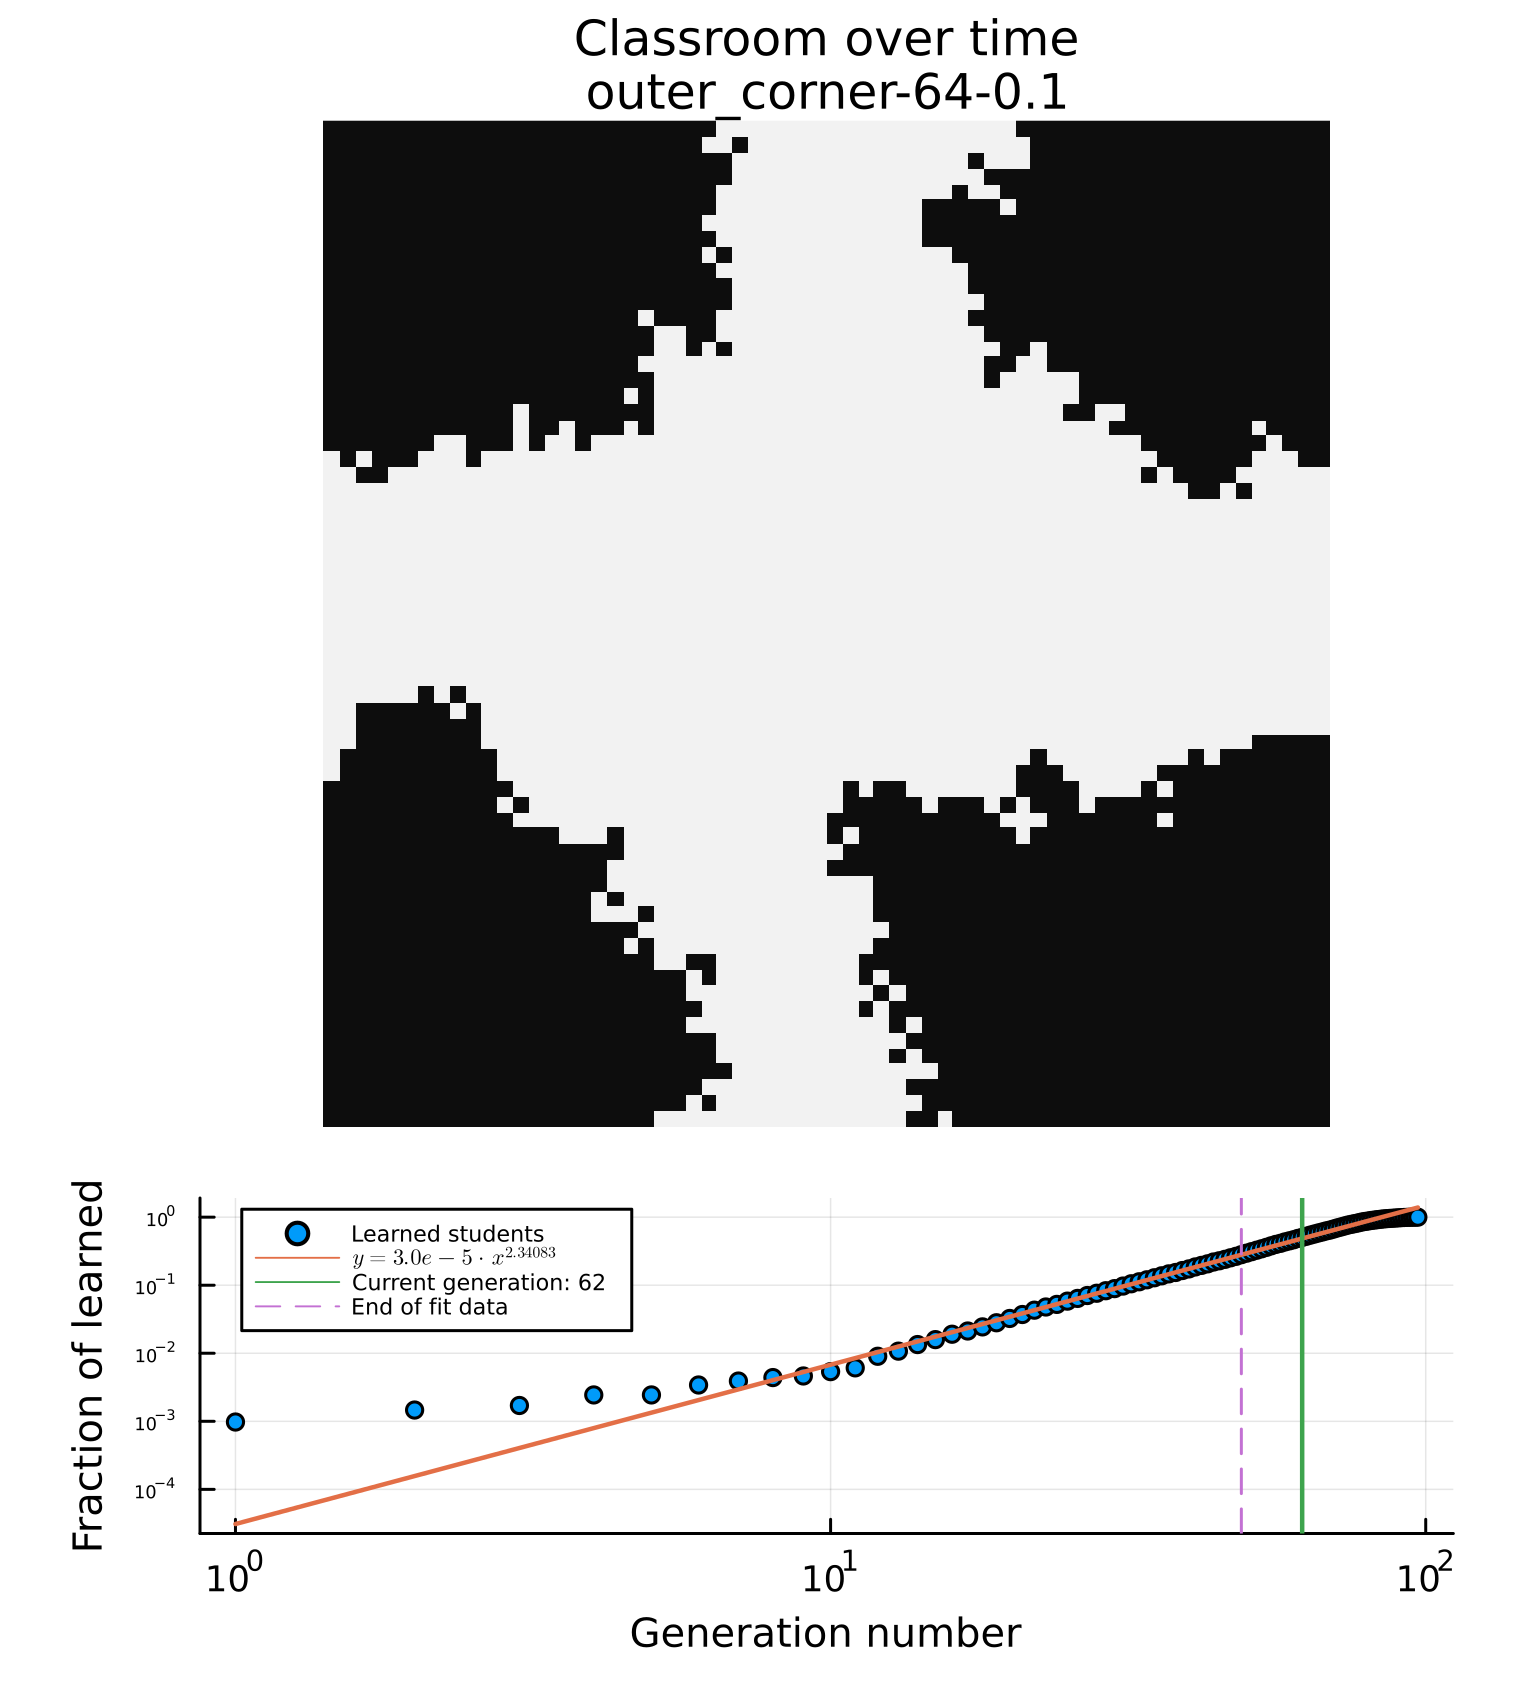 Classroom over time
outer_corner-64-0.1
Fraction of learned
10^0
10^−1
10^−2
10^−3
10^−4
Learned students
y = 3.0e − 5 · x^2.34083
Current generation: 62
End of fit data
10^0 10^1 10^2
Generation number